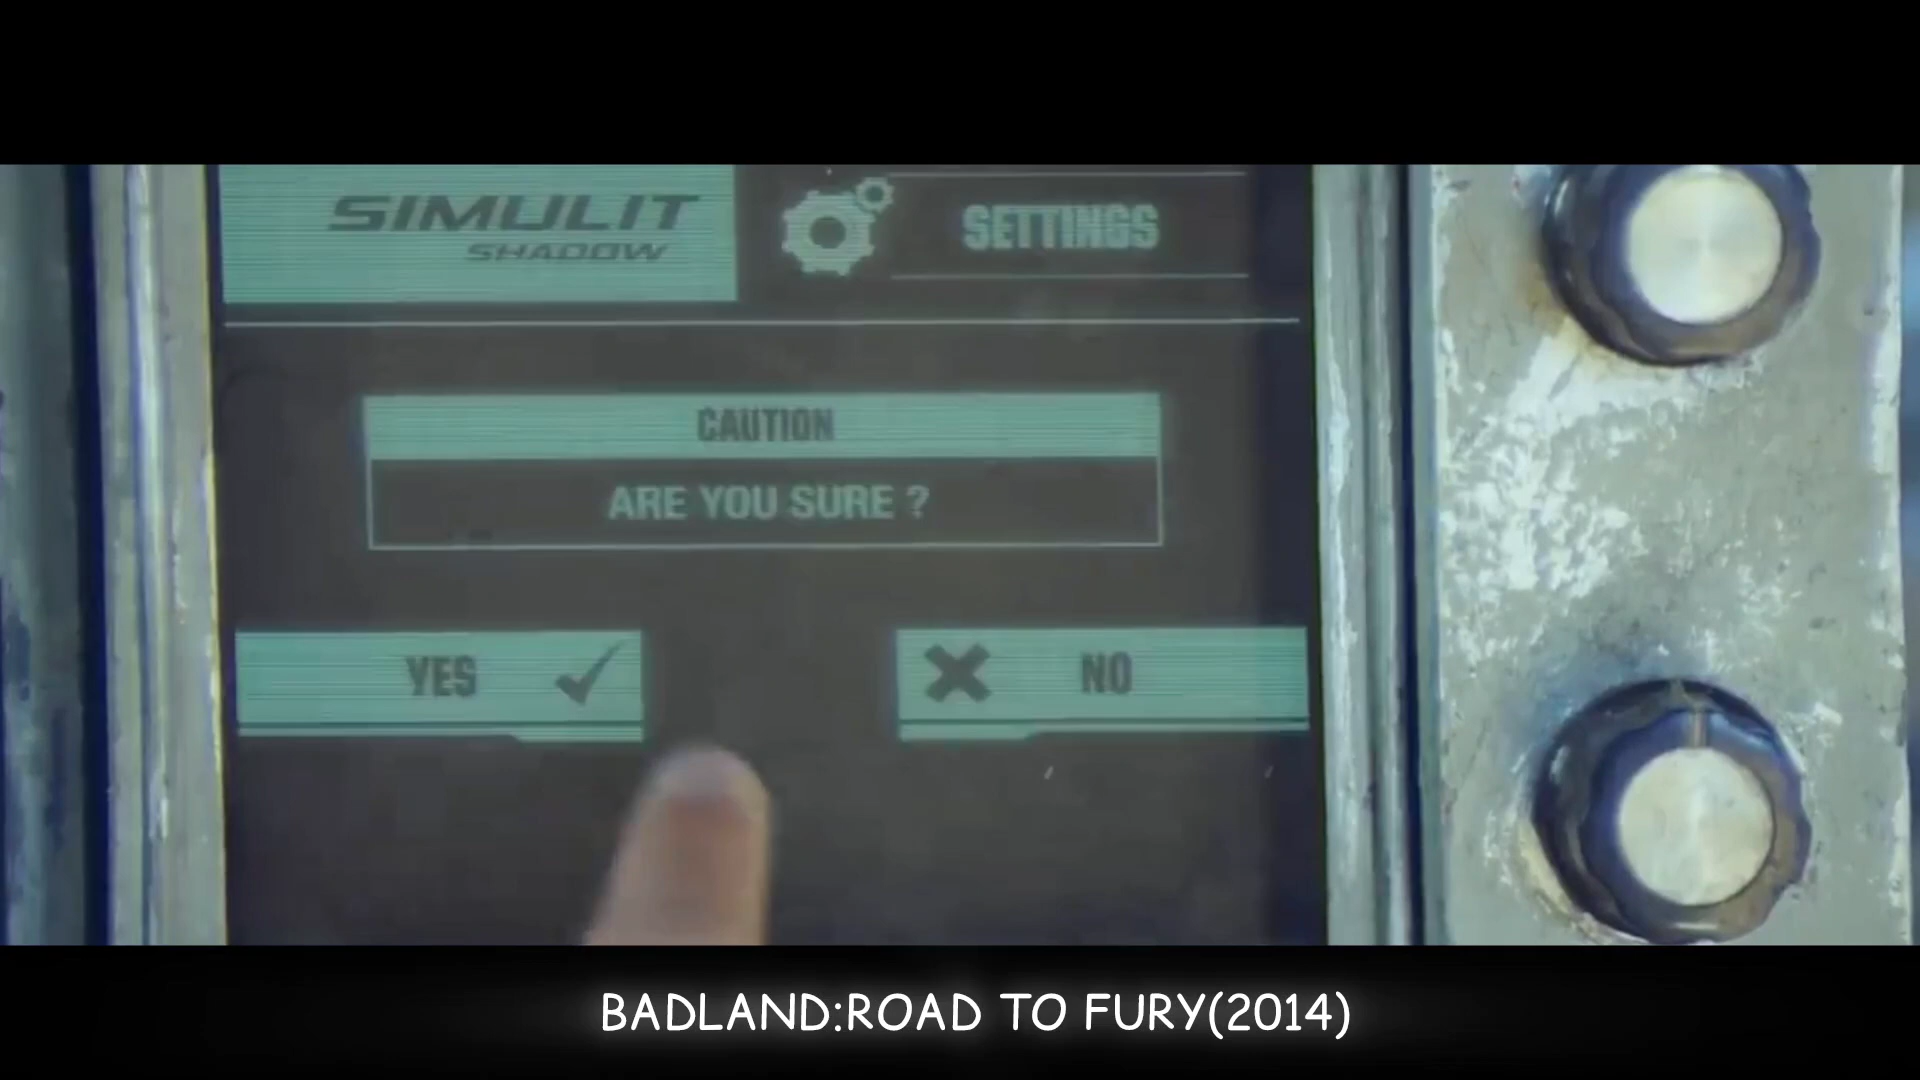 SIMULIT
SHADOW
SETTINGS
CAUTION
ARE YOU SURE ?
YES
NO
BADLAND:ROAD TO FURY(2014)